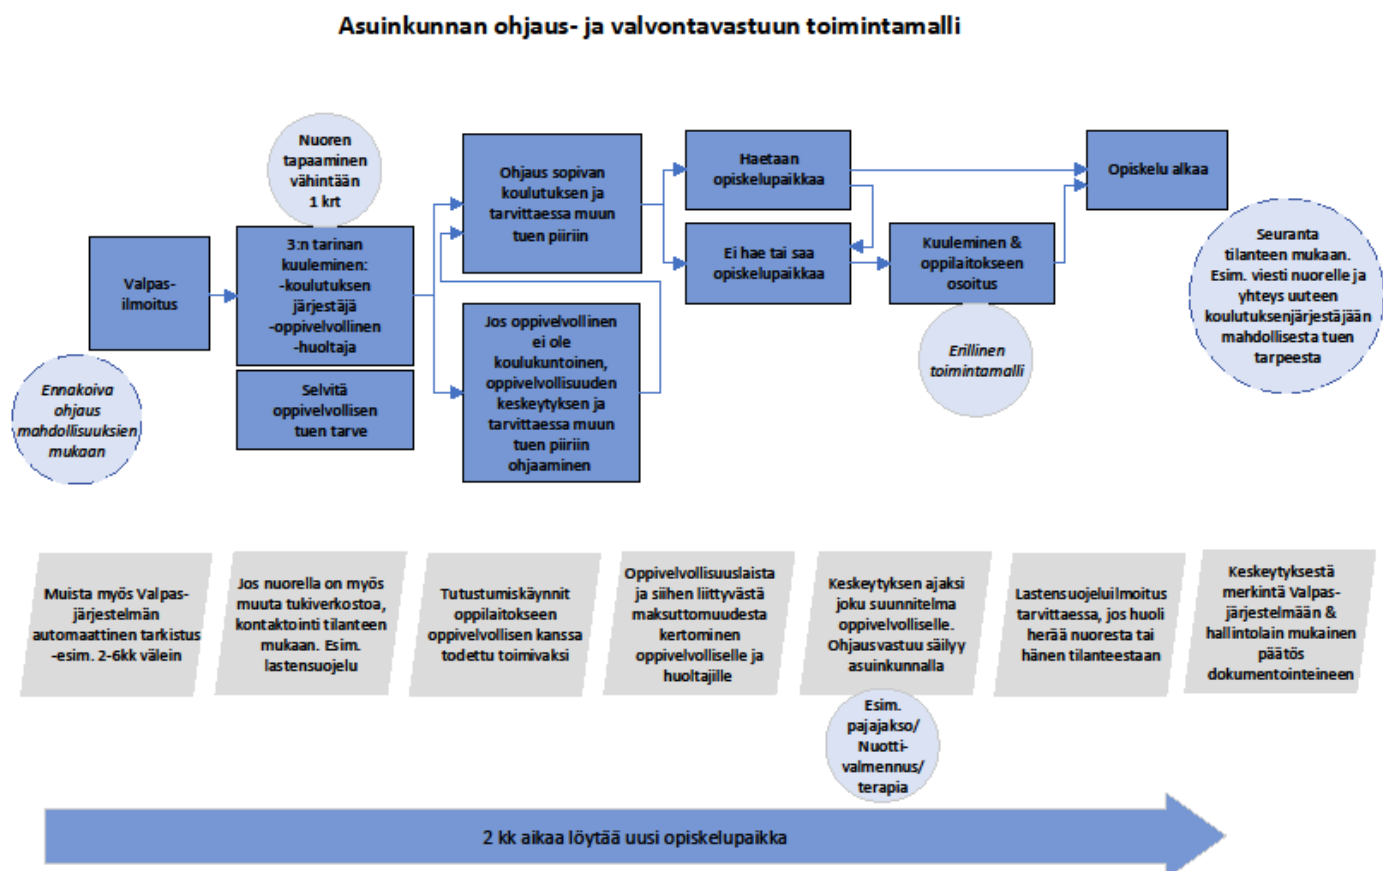 Asuinkunnan ohjaus- ja valvontavastuun toimintamalli
Nuoren
tapaaminen
vähintään
1 krt
Valpas-
ilmoitus
Ennakoiva
ohjaus
mahdollisuuksien
mukaan
3:n tarinan
kuuleminen:
-koulutuksen
järjestäjä
-oppivelvollinen
-huoltaja
Selvitä
oppivelvollisen
tuen tarve
Ohjaus sopivan
koulutuksen ja
tarvittaessa muun
tuen piiriin
Jos oppivelvollinen
ei ole
koulukuntoinen,
oppivelvollisuuden
keskeytyksen ja
tarvittaessa muun
tuen piiriin
ohjaaminen
Haetaan
opiskelupaikkaa
Ei hae tai saa
opiskelupaikkaa
Kuuleminen &
oppilaitokseen
osoitus
Erillinen
toimintamalli
Opiskelu alkaa
Seuranta
tilanteen mukaan.
Esim. viesti nuorelle ja
yhteys uuteen
koulutuksenjärjestäjään
mahdollisesta tuen
tarpeesta
Muista myös Valpas-
järjestelmän
automaattinen tarkistus
-esim. 2-6kk välein
Jos nuorella on myös
muuta tukiverkostoa,
kontaktointi tilanteen
mukaan. Esim.
lastensuojelu
Tutustumiskäynnit
oppilaitokseen
oppivelvollisen kanssa
todettu toimivaksi
Oppivelvollisuuslaista
ja siihen liittyvästä
maksuttomuudesta
kertominen
oppivelvolliselle ja
huoltajille
Keskeytyksen ajaksi
joku suunnitelma
oppivelvolliselle.
Ohjausvastuu säilyy
asuinkunnalla
Esim.
pajajakso/
Nuotti-
valmennus/
terapia
Lastensuojeluilmoitus
tarvittaessa, jos huoli
herää nuoresta tai
hänen tilanteestaan
Keskeytyksestä
merkintä Valpas-
järjestelmään &
hallintolain mukainen
päätös
dokumentointeineen
2 kk aikaa löytää uusi opiskelupaikka